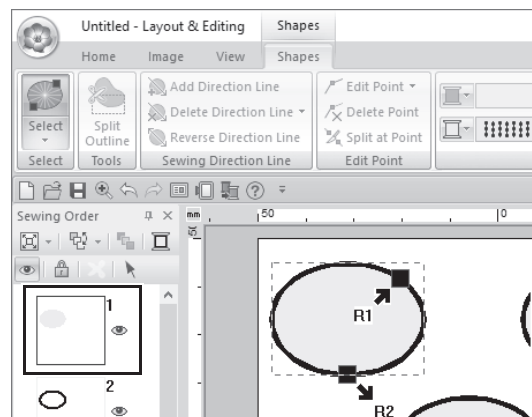 Untitled - Layout & Editing Shapes
Home Image View Shapes
Select
Split Outline
Add Direction Line
Delete Direction Line
Reverse Direction Line
Edit Point
Delete Point
Split at Point
Select Tools Sewing Direction Line Edit Point
Sewing Order
mm 50 0
50
1
2
R1
R2